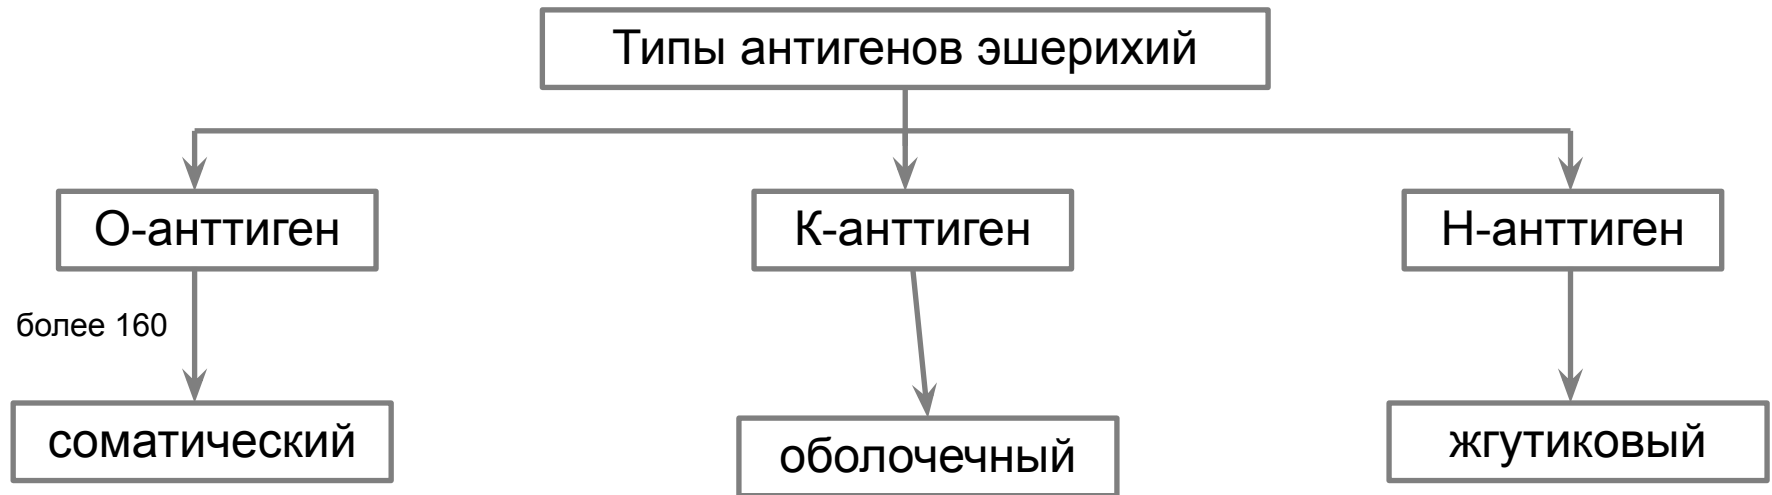 Типы антигенов эшерихий
О-анттиген
К-анттиген
Н-анттиген
более 160
соматический
оболочечный
жгутиковый